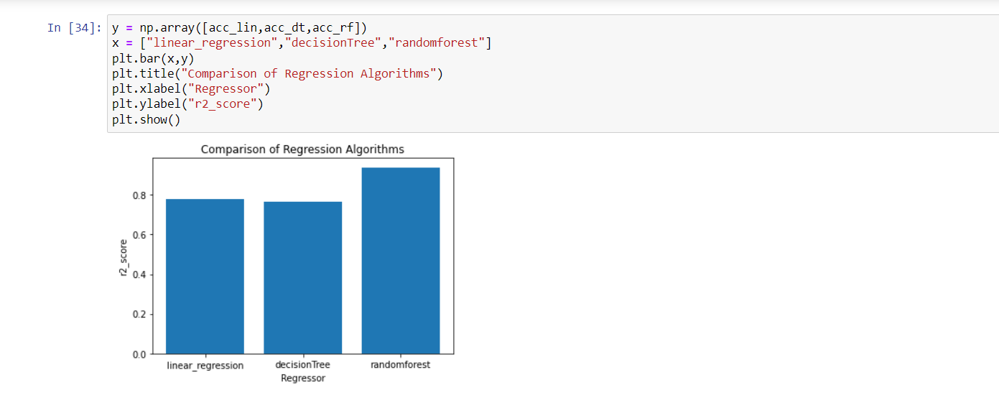 In [34]: y = np.array([acc_lin,acc_dt,acc_rf])
x = ["linear_regression","decisionTree","randomforest"]
plt.bar(x,y)
plt.title("Comparison of Regression Algorithms")
plt.xlabel("Regressor")
plt.ylabel("r2_score")
plt.show()
Comparison of Regression Algorithms
0.8
0.6
0.4
0.2
0.0
r2_score
linear_regression decisionTree randomforest
Regressor